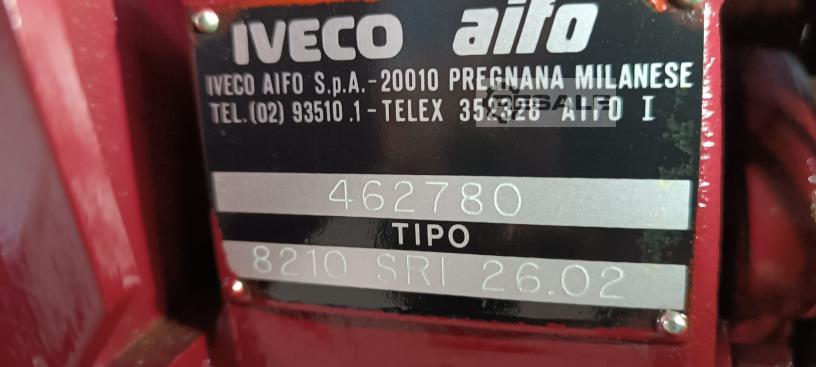 IVECO aifo
IVECO AIFO S.p.A.-20010 PREGNANA MILANESE
TEL.(02) 93510.1-TELEX 352328 AIFO I
RESALE
462780
TIPO
8210 SRI 26.02